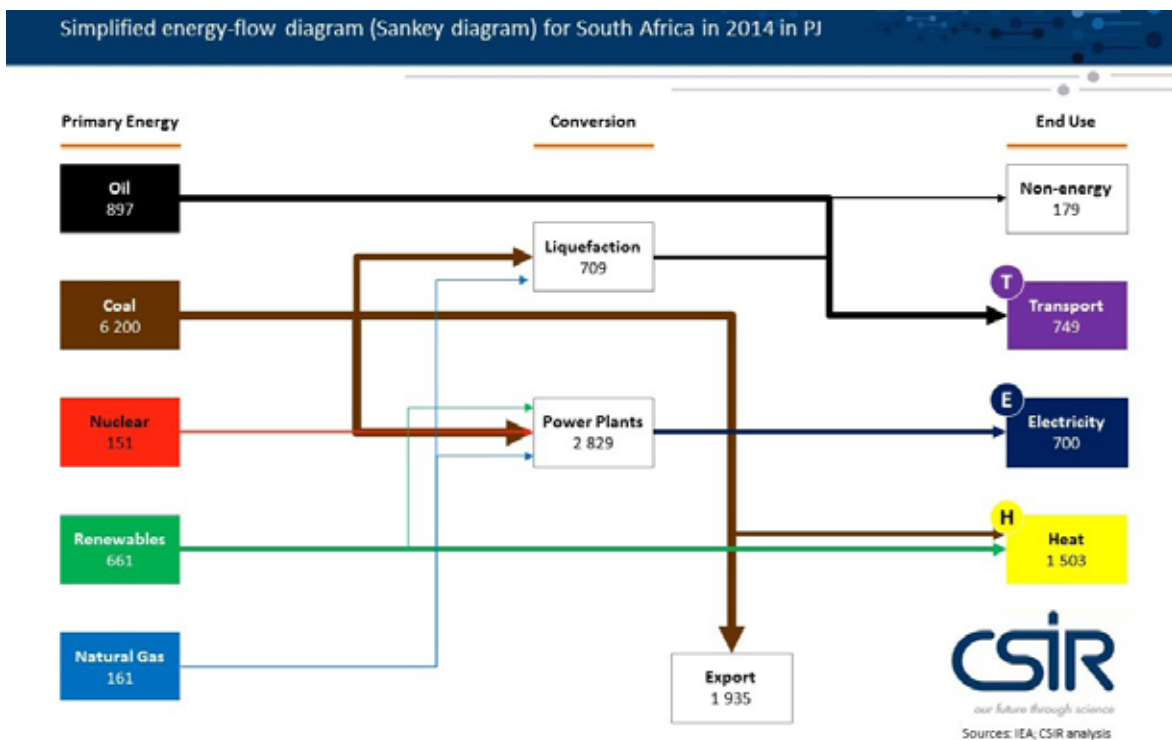 Simplified energy-flow diagram (Sankey diagram) for South Africa in 2014 in PJ
Primary Energy
Conversion
End Use
Oil
897
Non-energy
179
Liquefaction
709
Coal
6 200
T
Transport
749
Nuclear
151
Power Plants
2 829
E
Electricity
700
Renewables
661
H
Heat
1 503
Natural Gas
161
Export
1 935
CSIR
our future through science
Sources: IEA; CSIR analysis